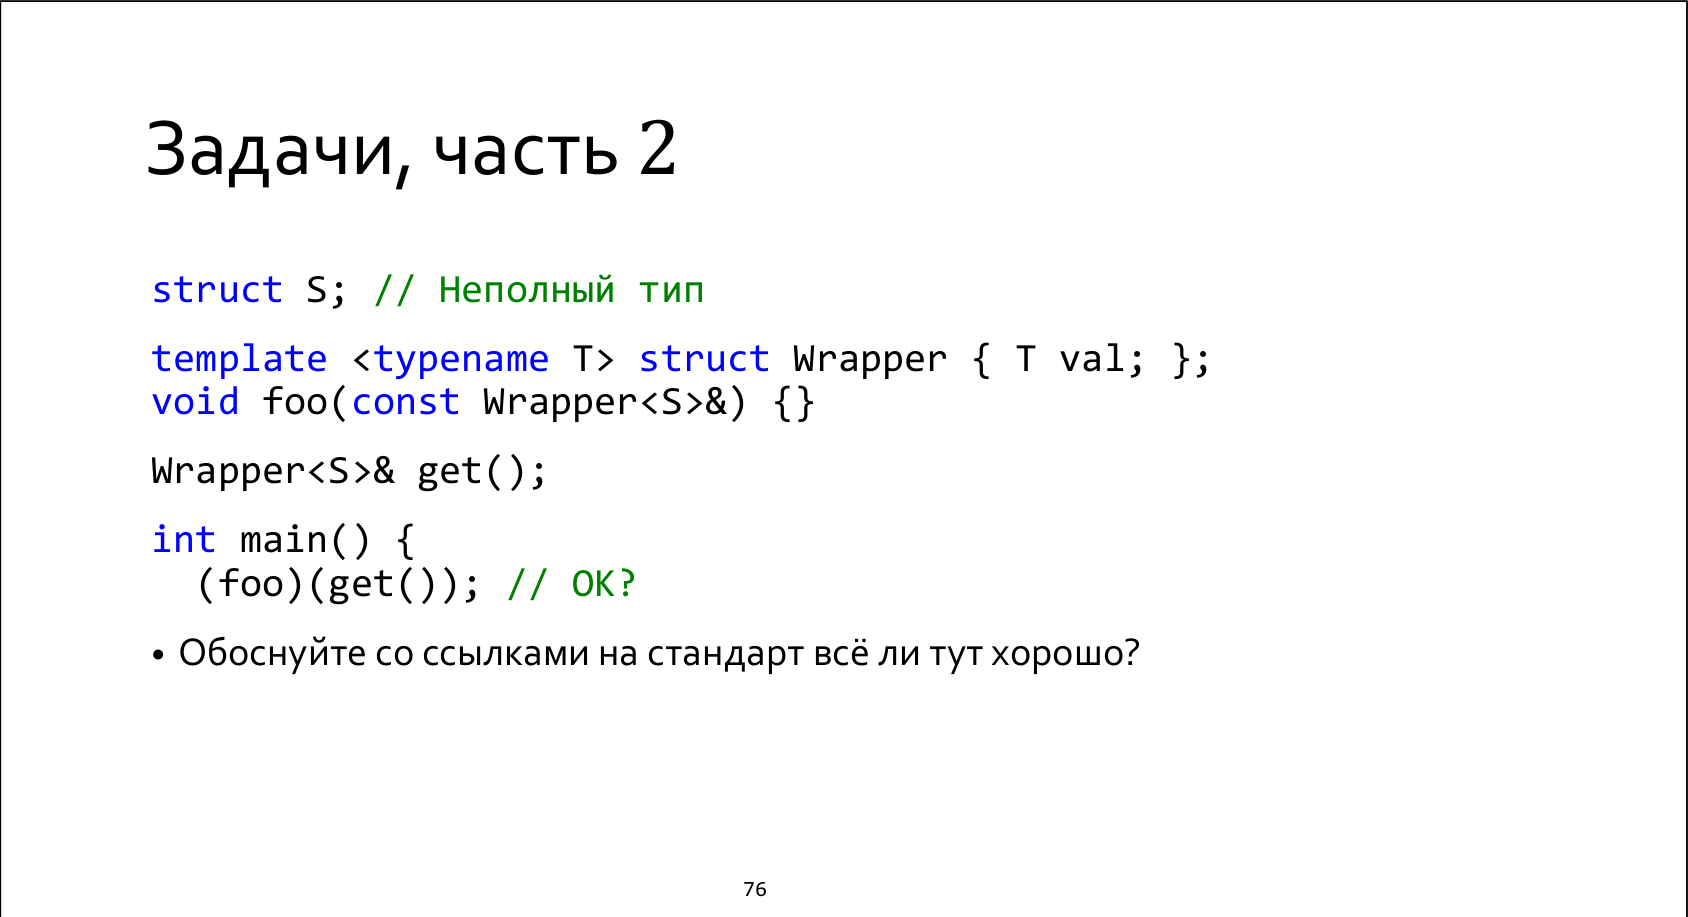 Задачи, часть 2
struct S; // Неполный тип
template <typename T> struct Wrapper { T val; };
void foo(const Wrapper<S>&) {}
Wrapper<S>& get();
int main() {
(foo)(get()); // OK?
• Обоснуйте со ссылками на стандарт всё ли тут хорошо?
76